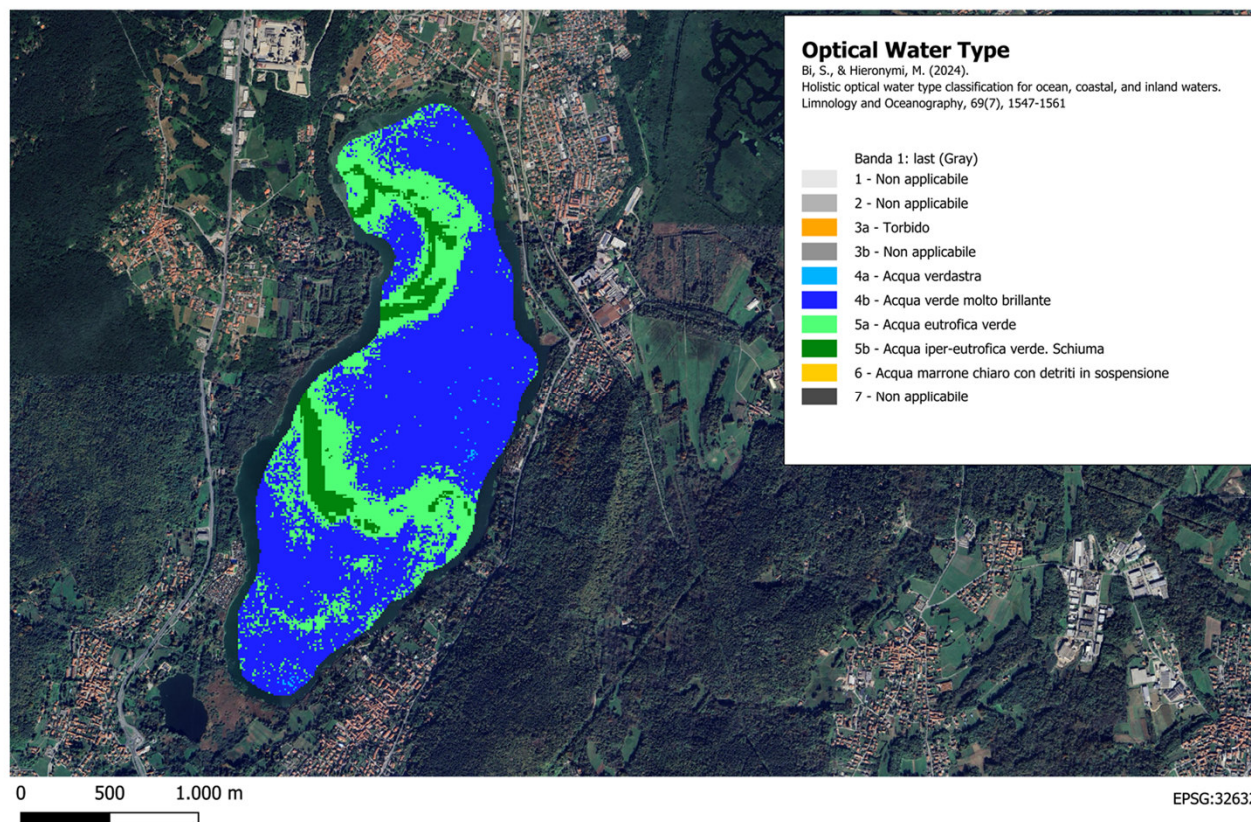 Optical Water Type
Bi, S., & Hieronymi, M. (2024).
Holistic optical water type classification for ocean, coastal, and inland waters.
Limnology and Oceanography, 69(7), 1547-1561
Banda 1: last (Gray)
1 - Non applicabile
2 - Non applicabile
3a - Torbido
3b - Non applicabile
4a - Acqua verdastra
4b - Acqua verde molto brillante
5a - Acqua eutrofica verde
5b - Acqua iper-eutrofica verde. Schiuma
6 - Acqua marrone chiaro con detriti in sospensione
7 - Non applicabile
0 500 1.000 m